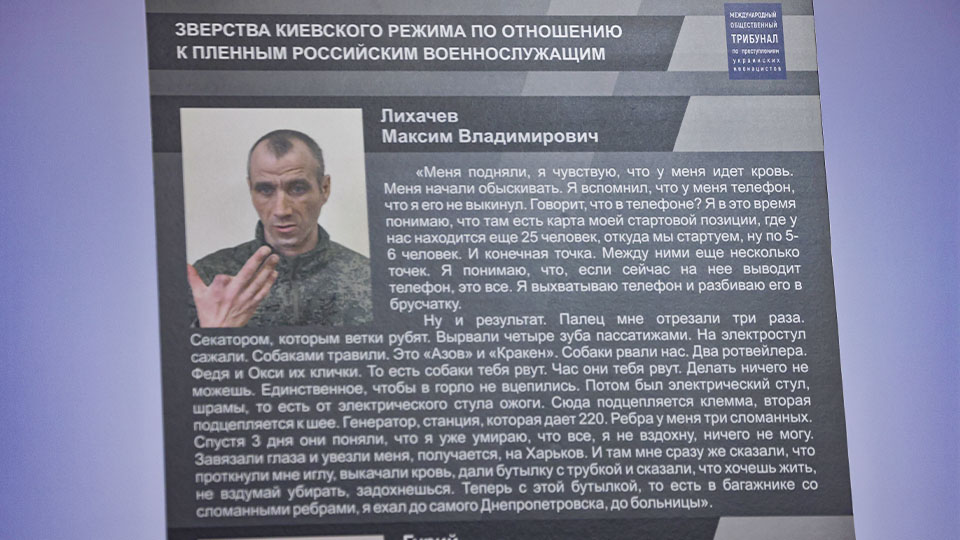 ЗВЕРСТВА КИЕВСКОГО РЕЖИМА ПО ОТНОШЕНИЮ
К ПЛЕННЫМ РОССИЙСКИМ ВОЕННОСЛУЖАЩИМ
МЕЖДУНАРОДНЫЙ
ОБЩЕСТВЕННЫЙ
ТРИБУНАЛ
по преступлениям
украинских
неонацистов
Лихачев
Максим Владимирович
«Меня подняли, я чувствую, что у меня идет кровь.
Меня начали обыскивать. Я вспомнил, что у меня телефон,
что я его не выкинул. Говорит, что в телефоне? Я в это время
понимаю, что там есть карта моей стартовой позиции, где у
нас находится еще 25 человек, откуда мы стартуем, ну по 5-
6 человек. И конечная точка. Между ними еще несколько
точек. Я понимаю, что, если сейчас на нее выводит
телефон, это все. Я выхватываю телефон и разбиваю его в
брусчатку.
Ну и результат. Палец мне отрезали три раза.
Секатором, которым ветки рубят. Вырвали четыре зуба пассатижами. На электростул
сажали. Собаками травили. Это «Азов» и «Кракен». Собаки рвали нас. Два ротвейлера.
Федя и Окси их клички. То есть собаки тебя рвут. Час они тебя рвут. Делать ничего не
можешь. Единственное, чтобы в горло не вцепились. Потом был электрический стул,
шрамы, то есть от электрического стула ожоги. Сюда подцепляется клемма, вторая
подцепляется к шее. Генератор, станция, которая дает 220. Ребра у меня три сломанных.
Спустя 3 дня они поняли, что я уже умираю, что все, я не вздохну, ничего не могу.
Завязали глаза и увезли меня, получается, на Харьков. И там мне сразу же сказали, что
проткнули мне иглу, выкачали кровь, дали бутылку с трубкой и сказали, что хочешь жить,
не вздумай убирать, задохнешься. Теперь с этой бутылкой, то есть в багажнике со
сломанными ребрами, я ехал до самого Днепропетровска, до больницы».